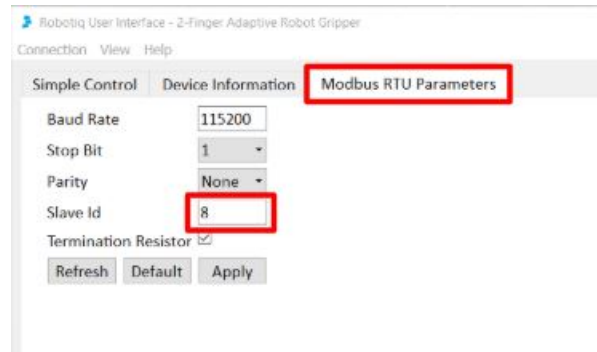 Robotiq User Interface - 2-Finger Adaptive Robot Gripper
Connection View Help
Simple Control Device Information Modbus RTU Parameters
Baud Rate 115200
Stop Bit 1
Parity None
Slave Id 8
Termination Resistor
Refresh Default Apply